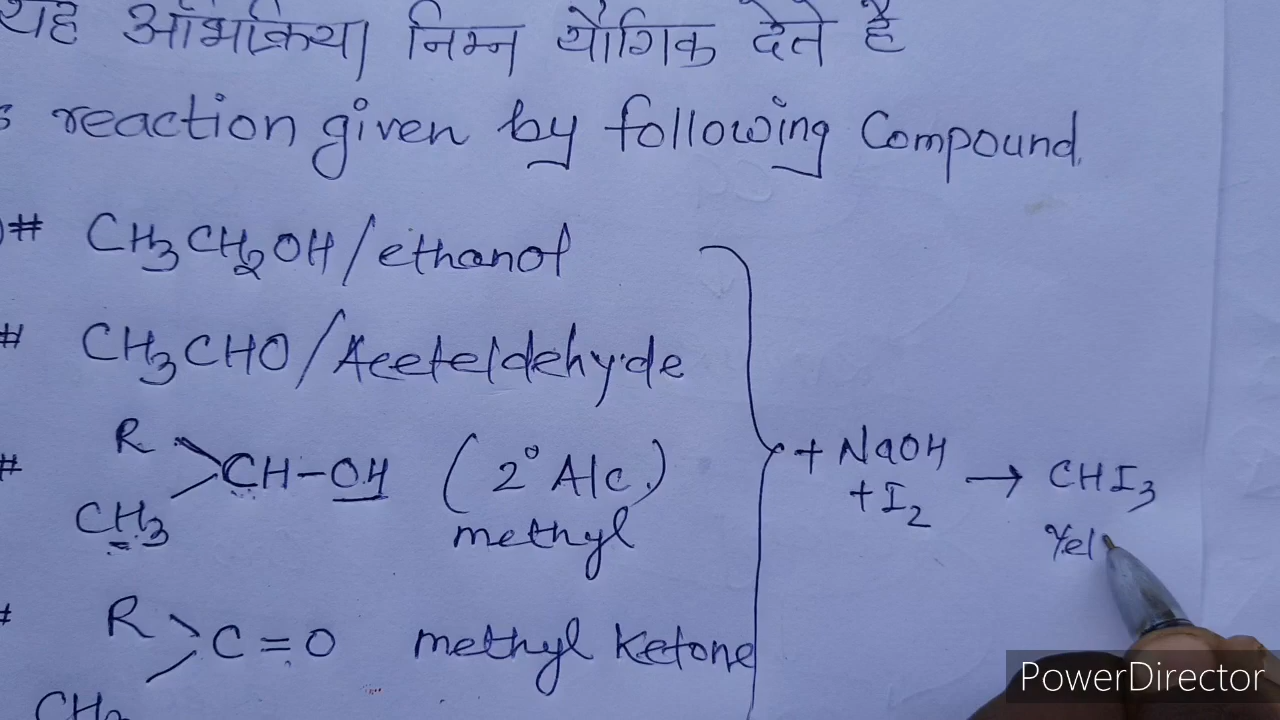 यह अभिक्रिया निम्न यौगिक देते है
reaction given by following Compound.
# CH3CH2OH/ethanol
# CH3CHO/Aceteldehyde
R
# CH-OH (2° Alc.)
CH3 methyl
+ NaOH
+I2 → CHI3
Yel
# R C=O methyl Ketone
CH3
PowerDirector